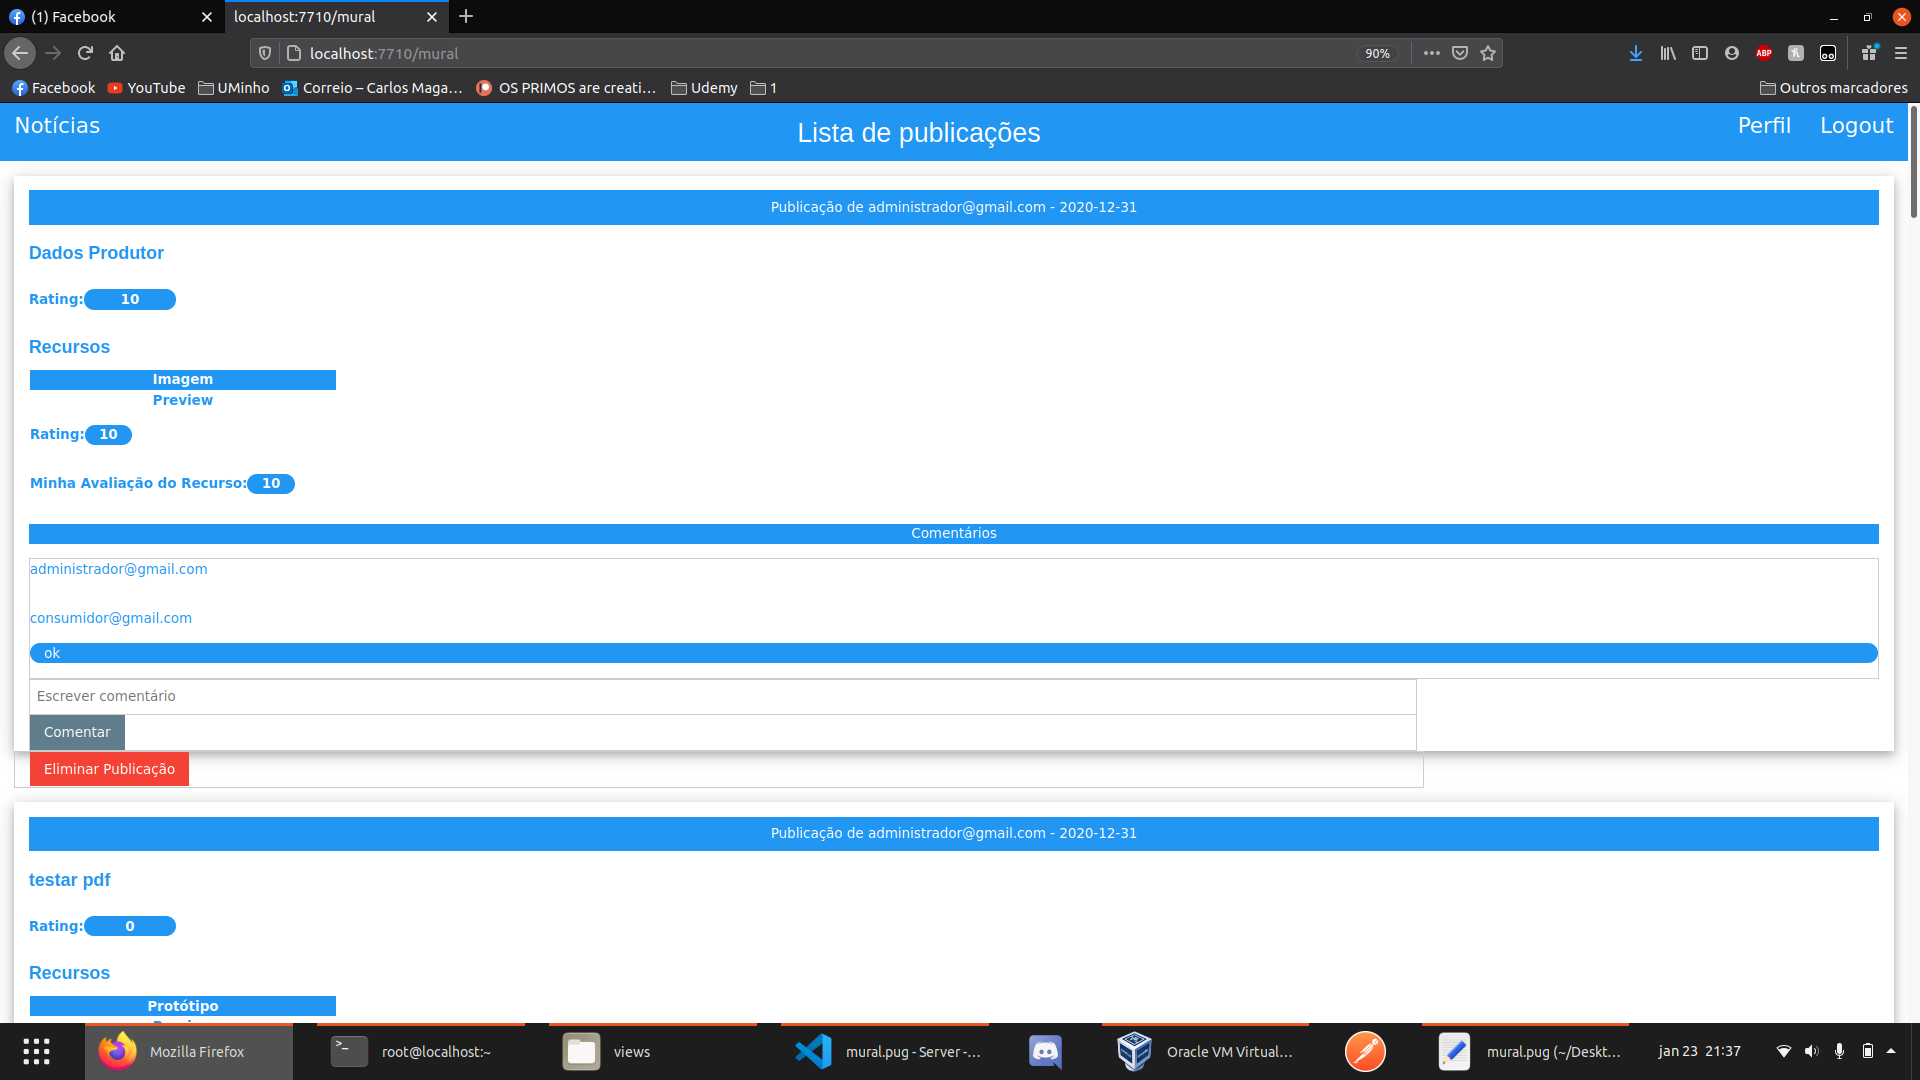 (1) Facebook
localhost:7710/mural
localhost:7710/mural
90%
ABP
Facebook
YouTube
UMinho
Correio – Carlos Maga…
OS PRIMOS are creati…
Udemy
1
Outros marcadores
Notícias
Lista de publicações
Perfil
Logout
Publicação de administrador@gmail.com - 2020-12-31
Dados Produtor
Rating: 10
Recursos
Imagem
Preview
Rating: 10
Minha Avaliação do Recurso: 10
Comentários
administrador@gmail.com
consumidor@gmail.com
ok
Escrever comentário
Comentar
Eliminar Publicação
Publicação de administrador@gmail.com - 2020-12-31
testar pdf
Rating: 0
Recursos
Protótipo
Mozilla Firefox
root@localhost:~
views
mural.pug - Server -…
Oracle VM Virtual…
mural.pug (~/Deskt…
jan 23 21:37